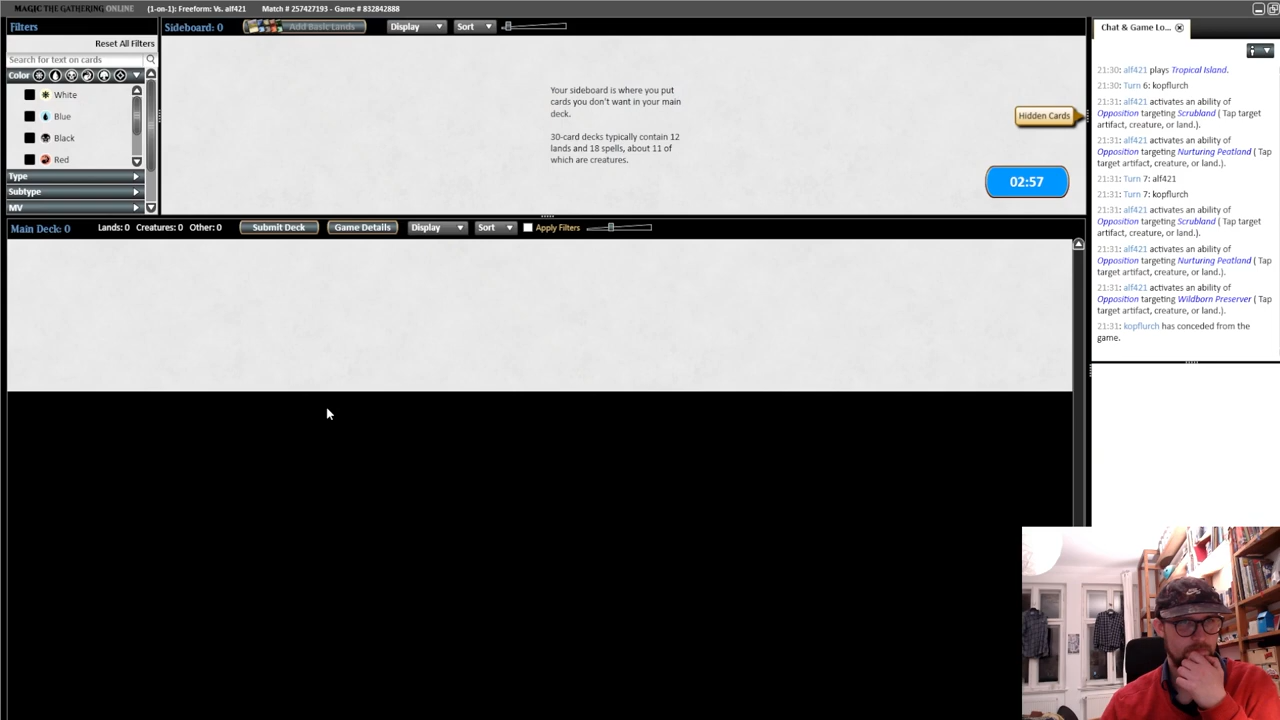 MAGIC THE GATHERING ONLINE (1-on-1): Freeform: Vs. alf421 Match # 257427193 - Game # 832842888
Filters
Reset All Filters
Search for text on cards
Color
White
Blue
Black
Red
Type
Subtype
MV
Sideboard: 0 Add Basic Lands Display Sort
Your sideboard is where you put
cards you don't want in your main
deck.
30-card decks typically contain 12
lands and 18 spells, about 11 of
which are creatures.
Hidden Cards
02:57
Main Deck: 0 Lands: 0 Creatures: 0 Other: 0 Submit Deck Game Details Display Sort Apply Filters
Chat & Game Lo...
21:30: alf421 plays Tropical Island.
21:30: Turn 6: kopflurch
21:31: alf421 activates an ability of
Opposition targeting Scrubland ( Tap
target artifact, creature, or land.).
21:31: alf421 activates an ability of
Opposition targeting Nurturing Peatland ( Tap
target artifact, creature, or land.).
21:31: Turn 7: alf421
21:31: Turn 7: kopflurch
21:31: alf421 activates an ability of
Opposition targeting Scrubland ( Tap
target artifact, creature, or land.).
21:31: alf421 activates an ability of
Opposition targeting Nurturing Peatland ( Tap
target artifact, creature, or land.).
21:31: alf421 activates an ability of
Opposition targeting Wildborn Preserver ( Tap
target artifact, creature, or land.).
21:31: kopflurch has conceded from the
game.